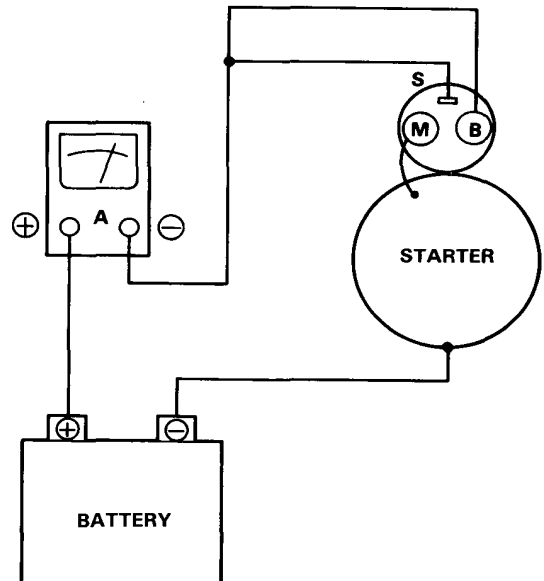 S
M B
⊕ A ⊖
STARTER
⊕ ⊖
BATTERY